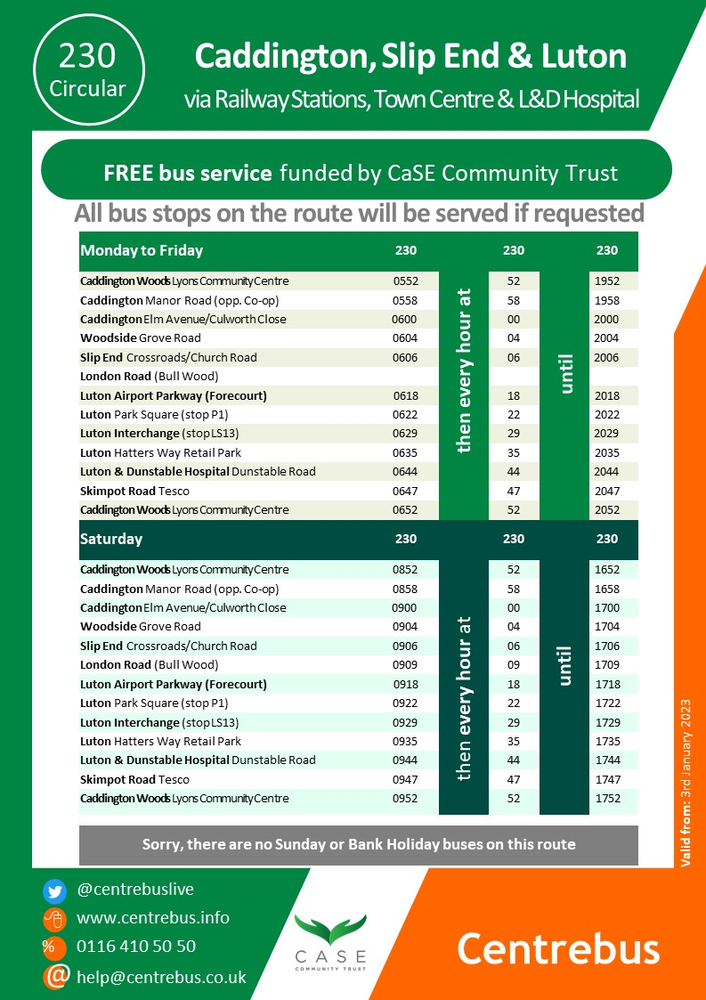 230
Circular
Caddington, Slip End & Luton
via Railway Stations, Town Centre & L&D Hospital
FREE bus service funded by CaSE Community Trust
All bus stops on the route will be served if requested
Monday to Friday 230 230 230
Caddington Woods Lyons Community Centre 0552 52 1952
Caddington Manor Road (opp. Co-op) 0558 58 1958
Caddington Elm Avenue/Culworth Close 0600 00 2000
Woodside Grove Road 0604 04 2004
Slip End Crossroads/Church Road 0606 06 2006
London Road (Bull Wood)
Luton Airport Parkway (Forecourt) 0618 18 2018
Luton Park Square (stop P1) 0622 22 2022
Luton Interchange (stop LS13) 0629 29 2029
Luton Hatters Way Retail Park 0635 35 2035
Luton & Dunstable Hospital Dunstable Road 0644 44 2044
Skimpot Road Tesco 0647 47 2047
Caddington Woods Lyons Community Centre 0652 52 2052
then every hour at
until
Saturday 230 230 230
Caddington Woods Lyons Community Centre 0852 52 1652
Caddington Manor Road (opp. Co-op) 0858 58 1658
Caddington Elm Avenue/Culworth Close 0900 00 1700
Woodside Grove Road 0904 04 1704
Slip End Crossroads/Church Road 0906 06 1706
London Road (Bull Wood) 0909 09 1709
Luton Airport Parkway (Forecourt) 0918 18 1718
Luton Park Square (stop P1) 0922 22 1722
Luton Interchange (stop LS13) 0929 29 1729
Luton Hatters Way Retail Park 0935 35 1735
Luton & Dunstable Hospital Dunstable Road 0944 44 1744
Skimpot Road Tesco 0947 47 1747
Caddington Woods Lyons Community Centre 0952 52 1752
then every hour at
until
Valid from: 3rd January 2023
Sorry, there are no Sunday or Bank Holiday buses on this route
@centrebuslive
www.centrebus.info
% 0116 410 50 50
@ help@centrebus.co.uk
CASE
COMMUNITY TRUST
Centrebus